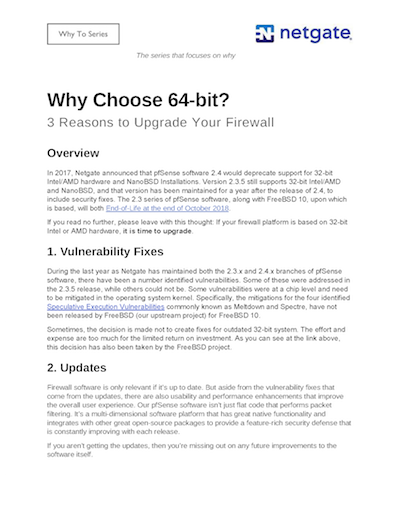 Why To Series
netgate
The series that focuses on why
Why Choose 64-bit?
3 Reasons to Upgrade Your Firewall
Overview
In 2017, Netgate announced that pfSense software 2.4 would deprecate support for 32-bit
Intel/AMD hardware and NanoBSD Installations. Version 2.3.5 still supports 32-bit Intel/AMD
and NanoBSD, and that version has been maintained for a year after the release of 2.4, to
include security fixes. The 2.3 series of pfSense software, along with FreeBSD 10, upon which
is based, will both End-of-Life at the end of October 2018.
If you read no further, please leave with this thought: If your firewall platform is based on 32-bit
Intel or AMD hardware, it is time to upgrade.
1. Vulnerability Fixes
During the last year as Netgate has maintained both the 2.3.x and 2.4.x branches of pfSense
software, there have been a number identified vulnerabilities. Some of these were addressed in
the 2.3.5 release, while others could not be. Some vulnerabilities were at a chip level and need
to be mitigated in the operating system kernel. Specifically, the mitigations for the four identified
Speculative Execution Vulnerabilities commonly known as Meltdown and Spectre, have not
been released by FreeBSD (our upstream project) for FreeBSD 10.
Sometimes, the decision is made not to create fixes for outdated 32-bit system. The effort and
expense are too much for the limited return on investment. As you can see at the link above,
this decision has also been taken by the FreeBSD project.
2. Updates
Firewall software is only relevant if it's up to date. But aside from the vulnerability fixes that
come from the updates, there are also usability and performance enhancements that improve
the overall user experience. Our pfSense software isn't just flat code that performs packet
filtering. It's a multi-dimensional software platform that has great native functionality and
integrates with other great open-source packages to provide a feature-rich security defense that
is constantly improving with each release.
If you aren't getting the updates, then you're missing out on any future improvements to the
software itself.